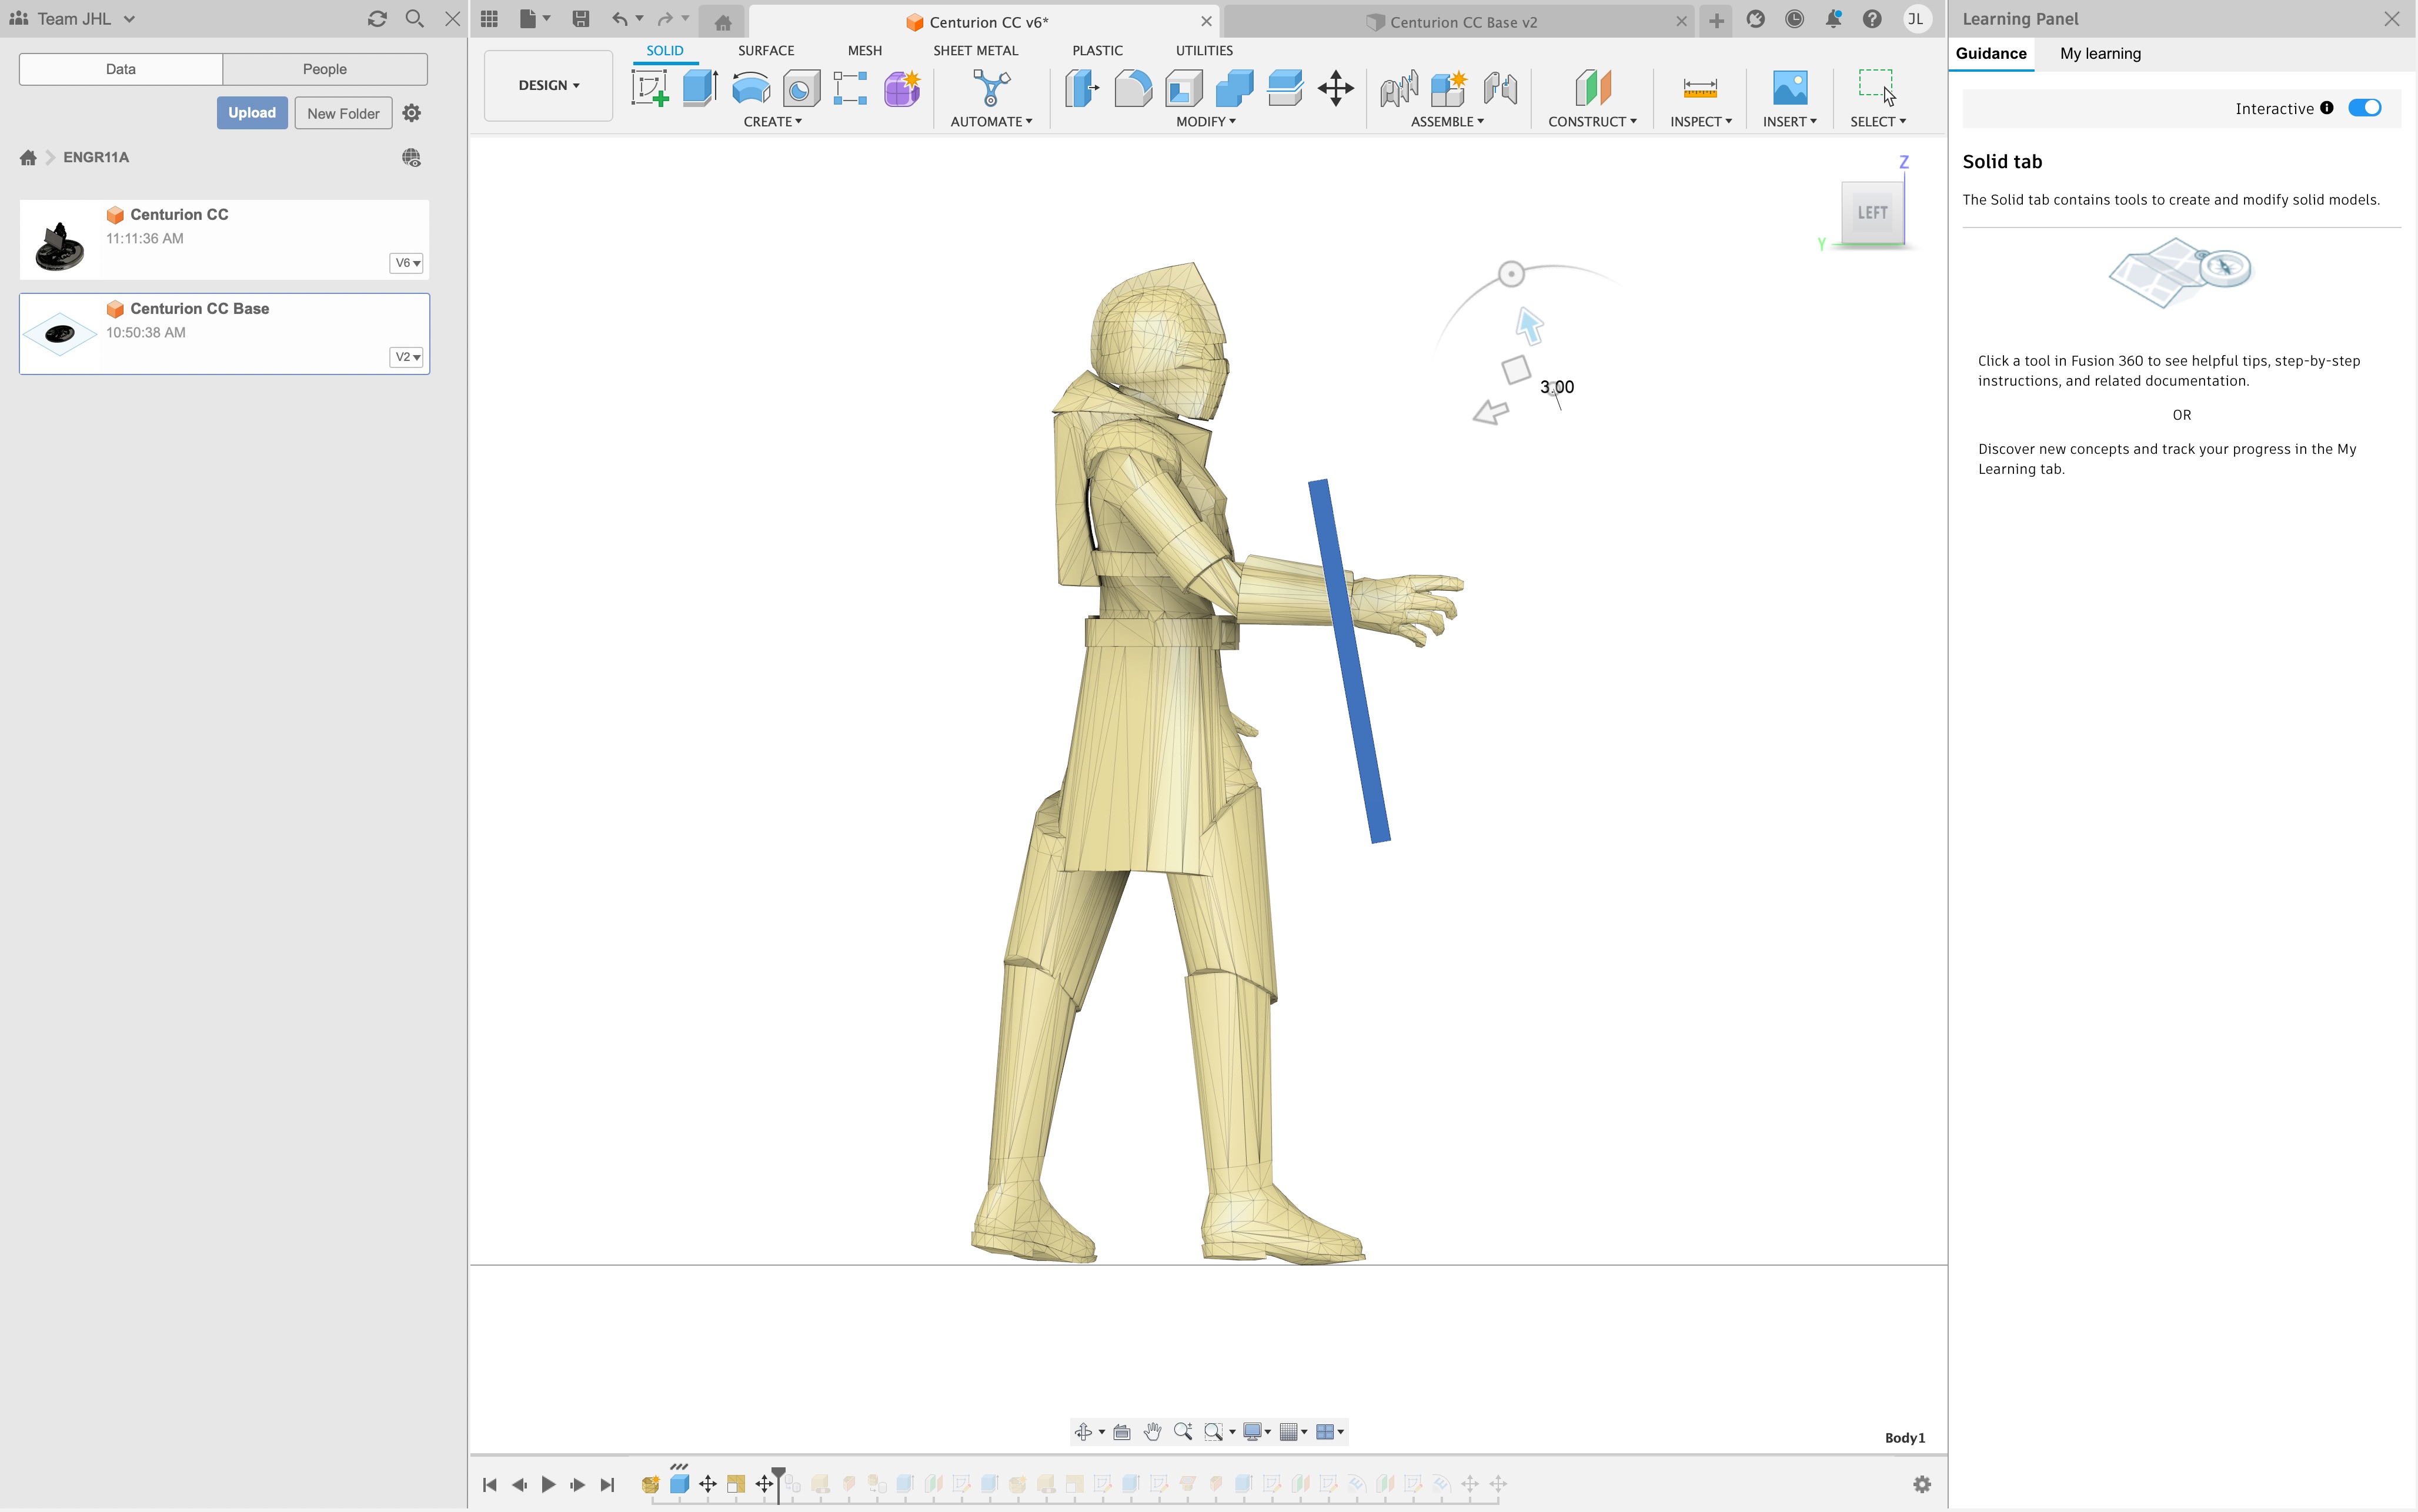 Team JHL
Data
People
Upload
New Folder
ENGR11A
Centurion CC
11:11:36 AM
V6
Centurion CC Base
10:50:38 AM
V2
Centurion CC v6*
Centurion CC Base v2
JL
DESIGN
SOLID
SURFACE
MESH
SHEET METAL
PLASTIC
UTILITIES
CREATE
AUTOMATE
MODIFY
ASSEMBLE
CONSTRUCT
INSPECT
INSERT
SELECT
Z
LEFT
Y
3.00
Body1
Learning Panel
Guidance
My learning
Interactive
Solid tab
The Solid tab contains tools to create and modify solid models.
Click a tool in Fusion 360 to see helpful tips, step-by-step
instructions, and related documentation.
OR
Discover new concepts and track your progress in the My
Learning tab.